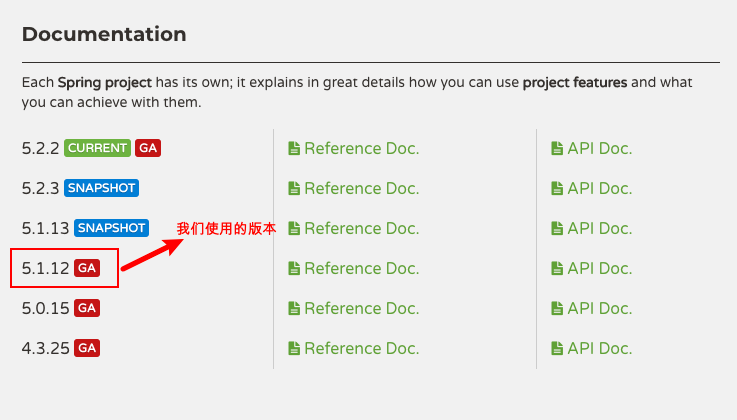 Documentation
Each Spring project has its own; it explains in great details how you can use project features and what
you can achieve with them.
5.2.2 CURRENT GA Reference Doc. API Doc.
5.2.3 SNAPSHOT Reference Doc. API Doc.
5.1.13 SNAPSHOT 我们使用的版本 Reference Doc. API Doc.
5.1.12 GA Reference Doc. API Doc.
5.0.15 GA Reference Doc. API Doc.
4.3.25 GA Reference Doc. API Doc.